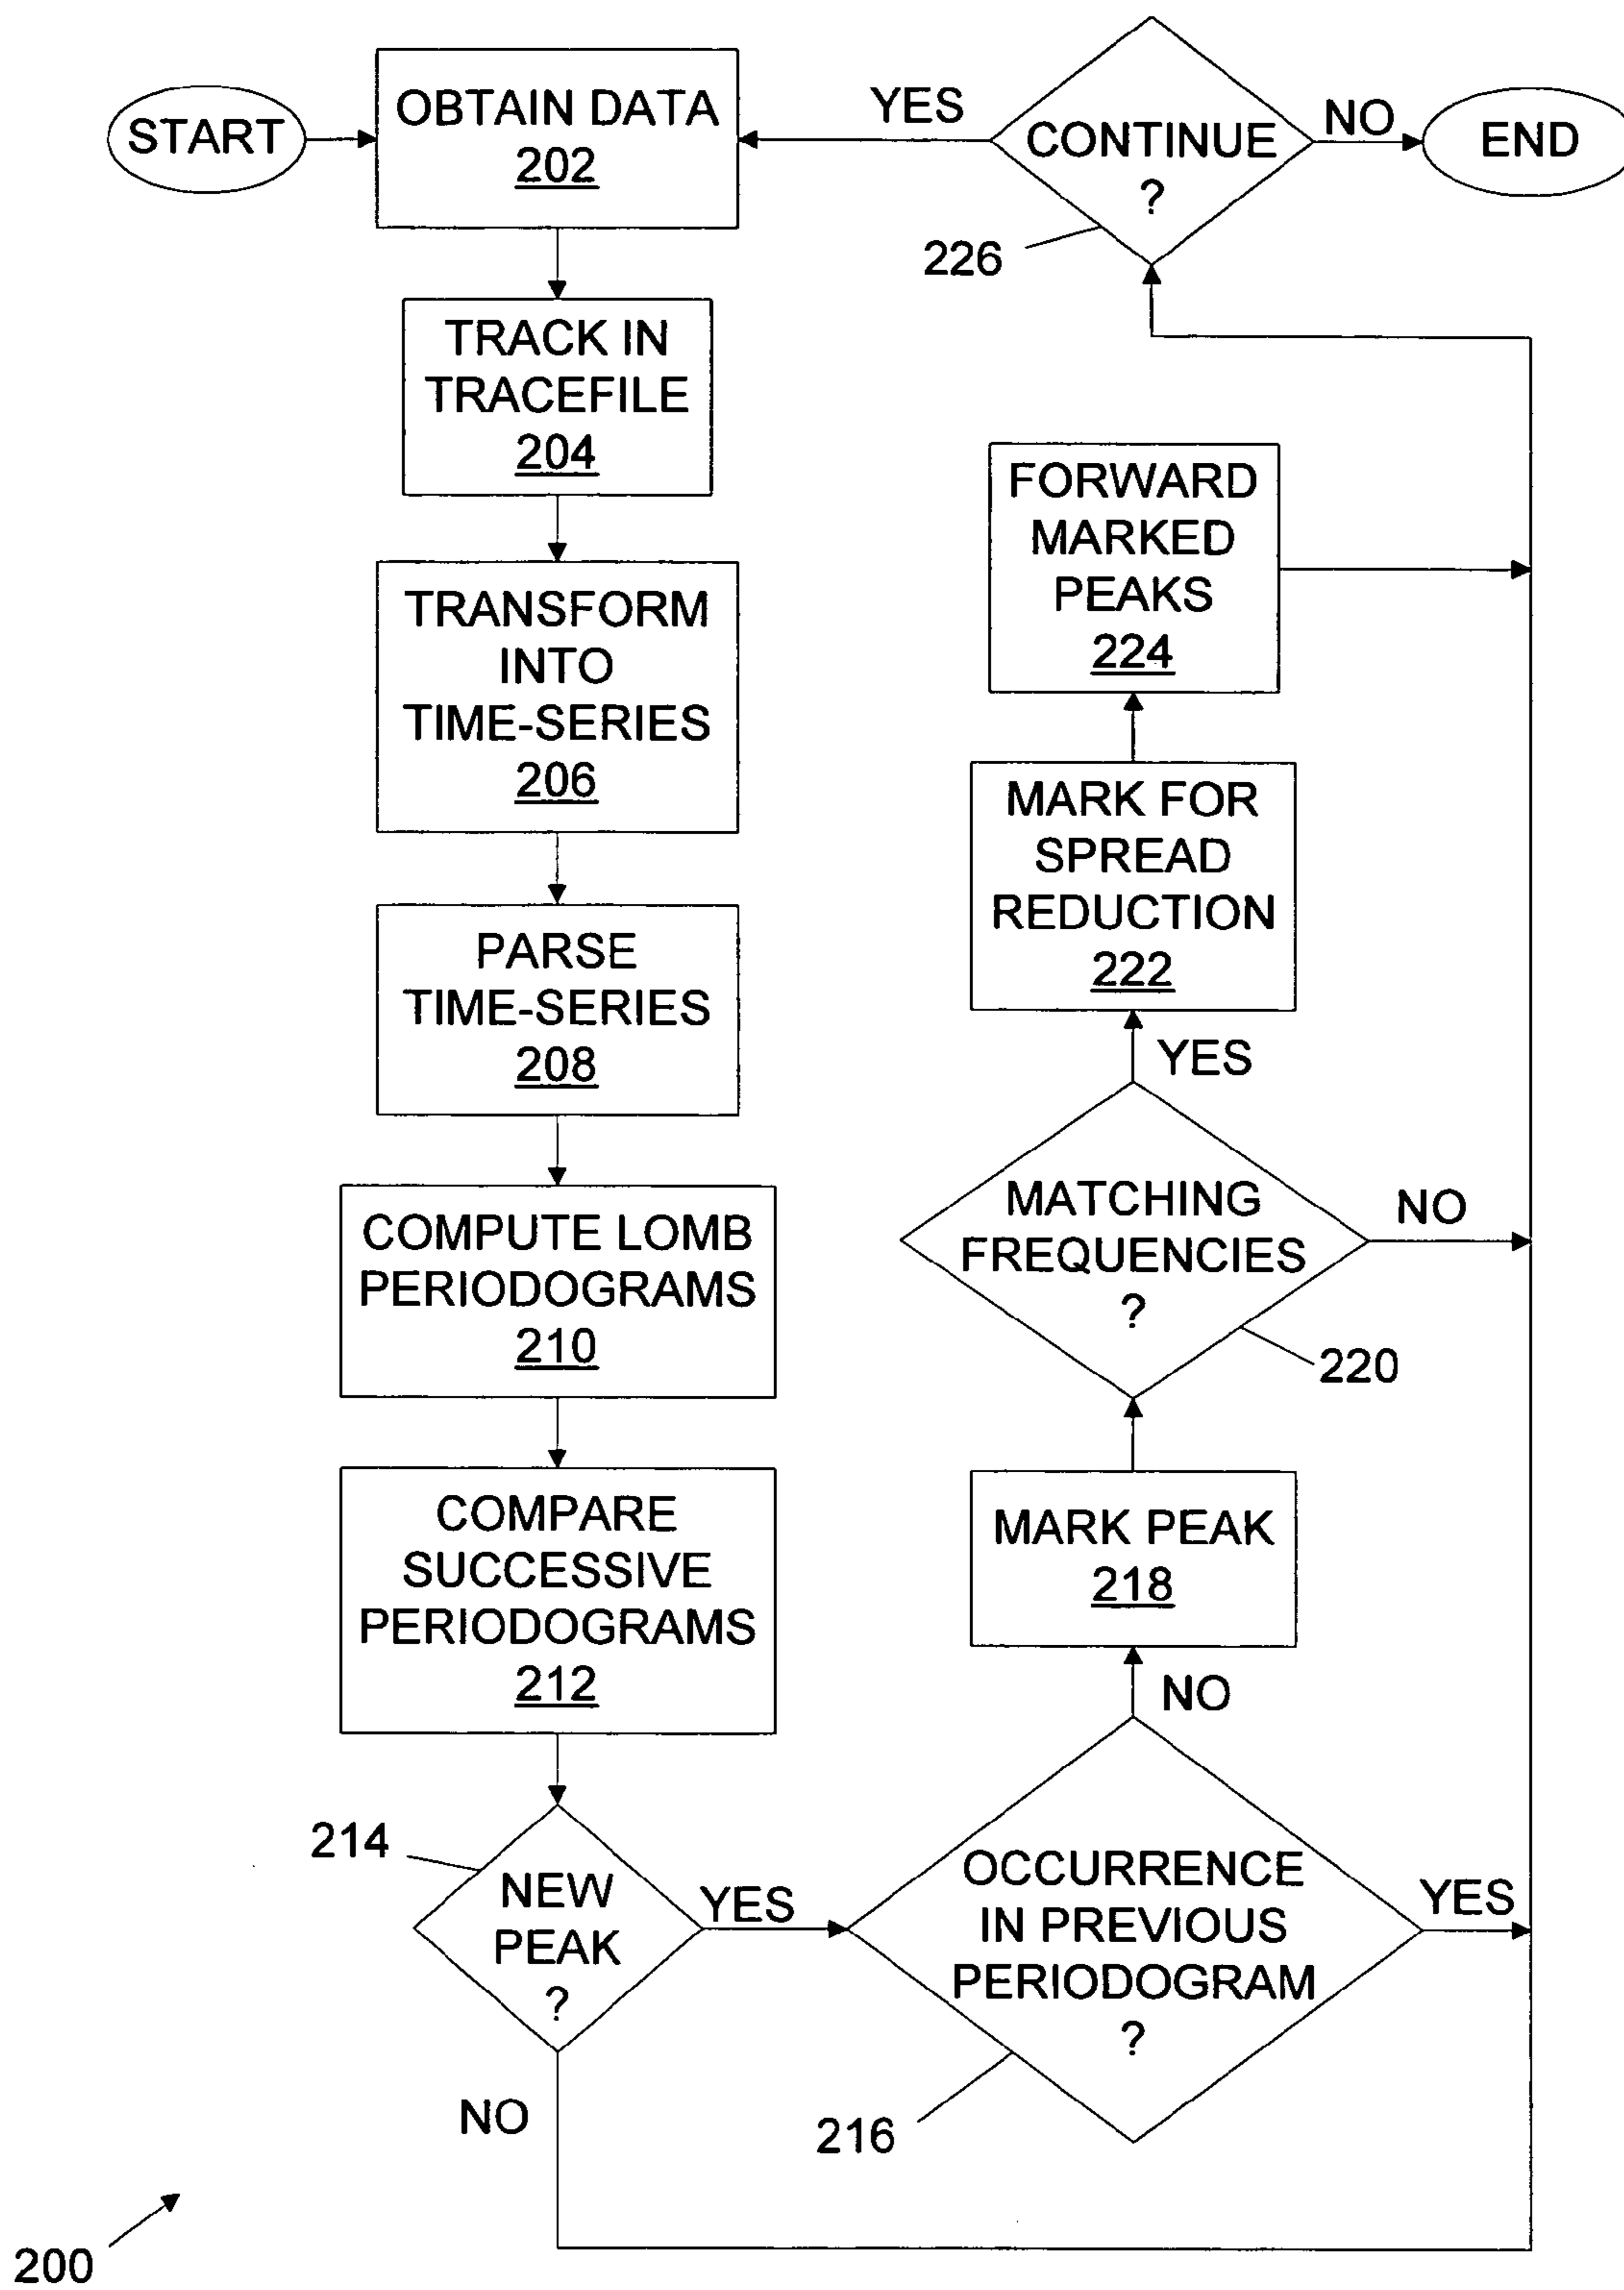 START
OBTAIN DATA
202
YES
CONTINUE
?
226
NO
END
TRACK IN
TRACEFILE
204
TRANSFORM
INTO
TIME-SERIES
206
PARSE
TIME-SERIES
208
COMPUTE LOMB
PERIODOGRAMS
210
COMPARE
SUCCESSIVE
PERIODOGRAMS
212
214
NEW
PEAK
?
YES
NO
OCCURRENCE
IN PREVIOUS
PERIODOGRAM
?
216
YES
NO
MARK PEAK
218
MATCHING
FREQUENCIES
?
220
NO
YES
MARK FOR
SPREAD
REDUCTION
222
FORWARD
MARKED
PEAKS
224
200